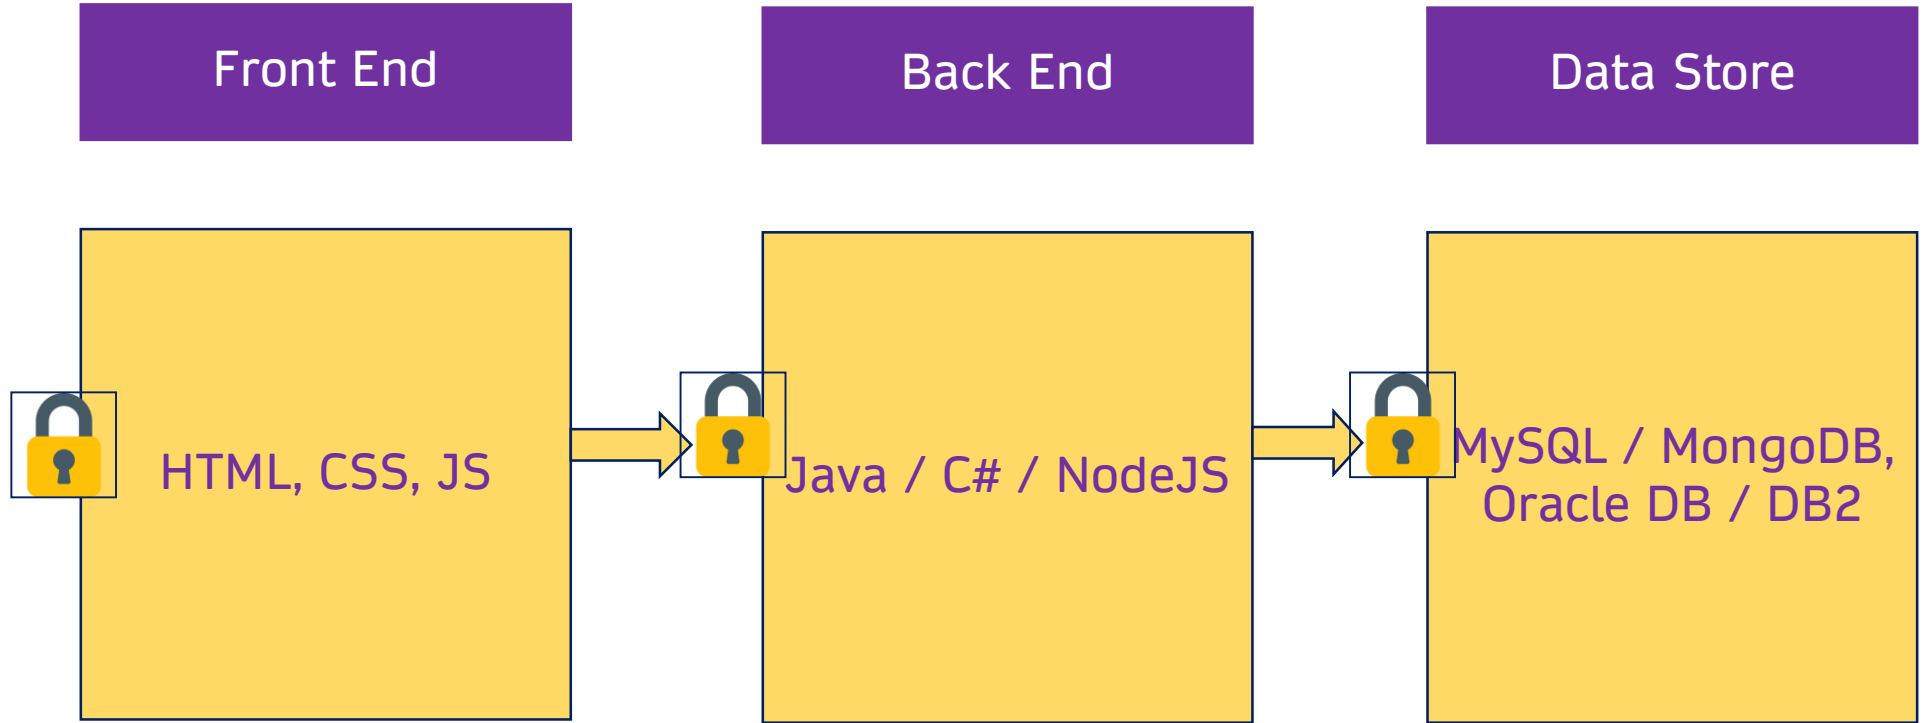 Front End
Back End
Data Store
HTML, CSS, JS
Java / C# / NodeJS
MySQL / MongoDB,
Oracle DB / DB2